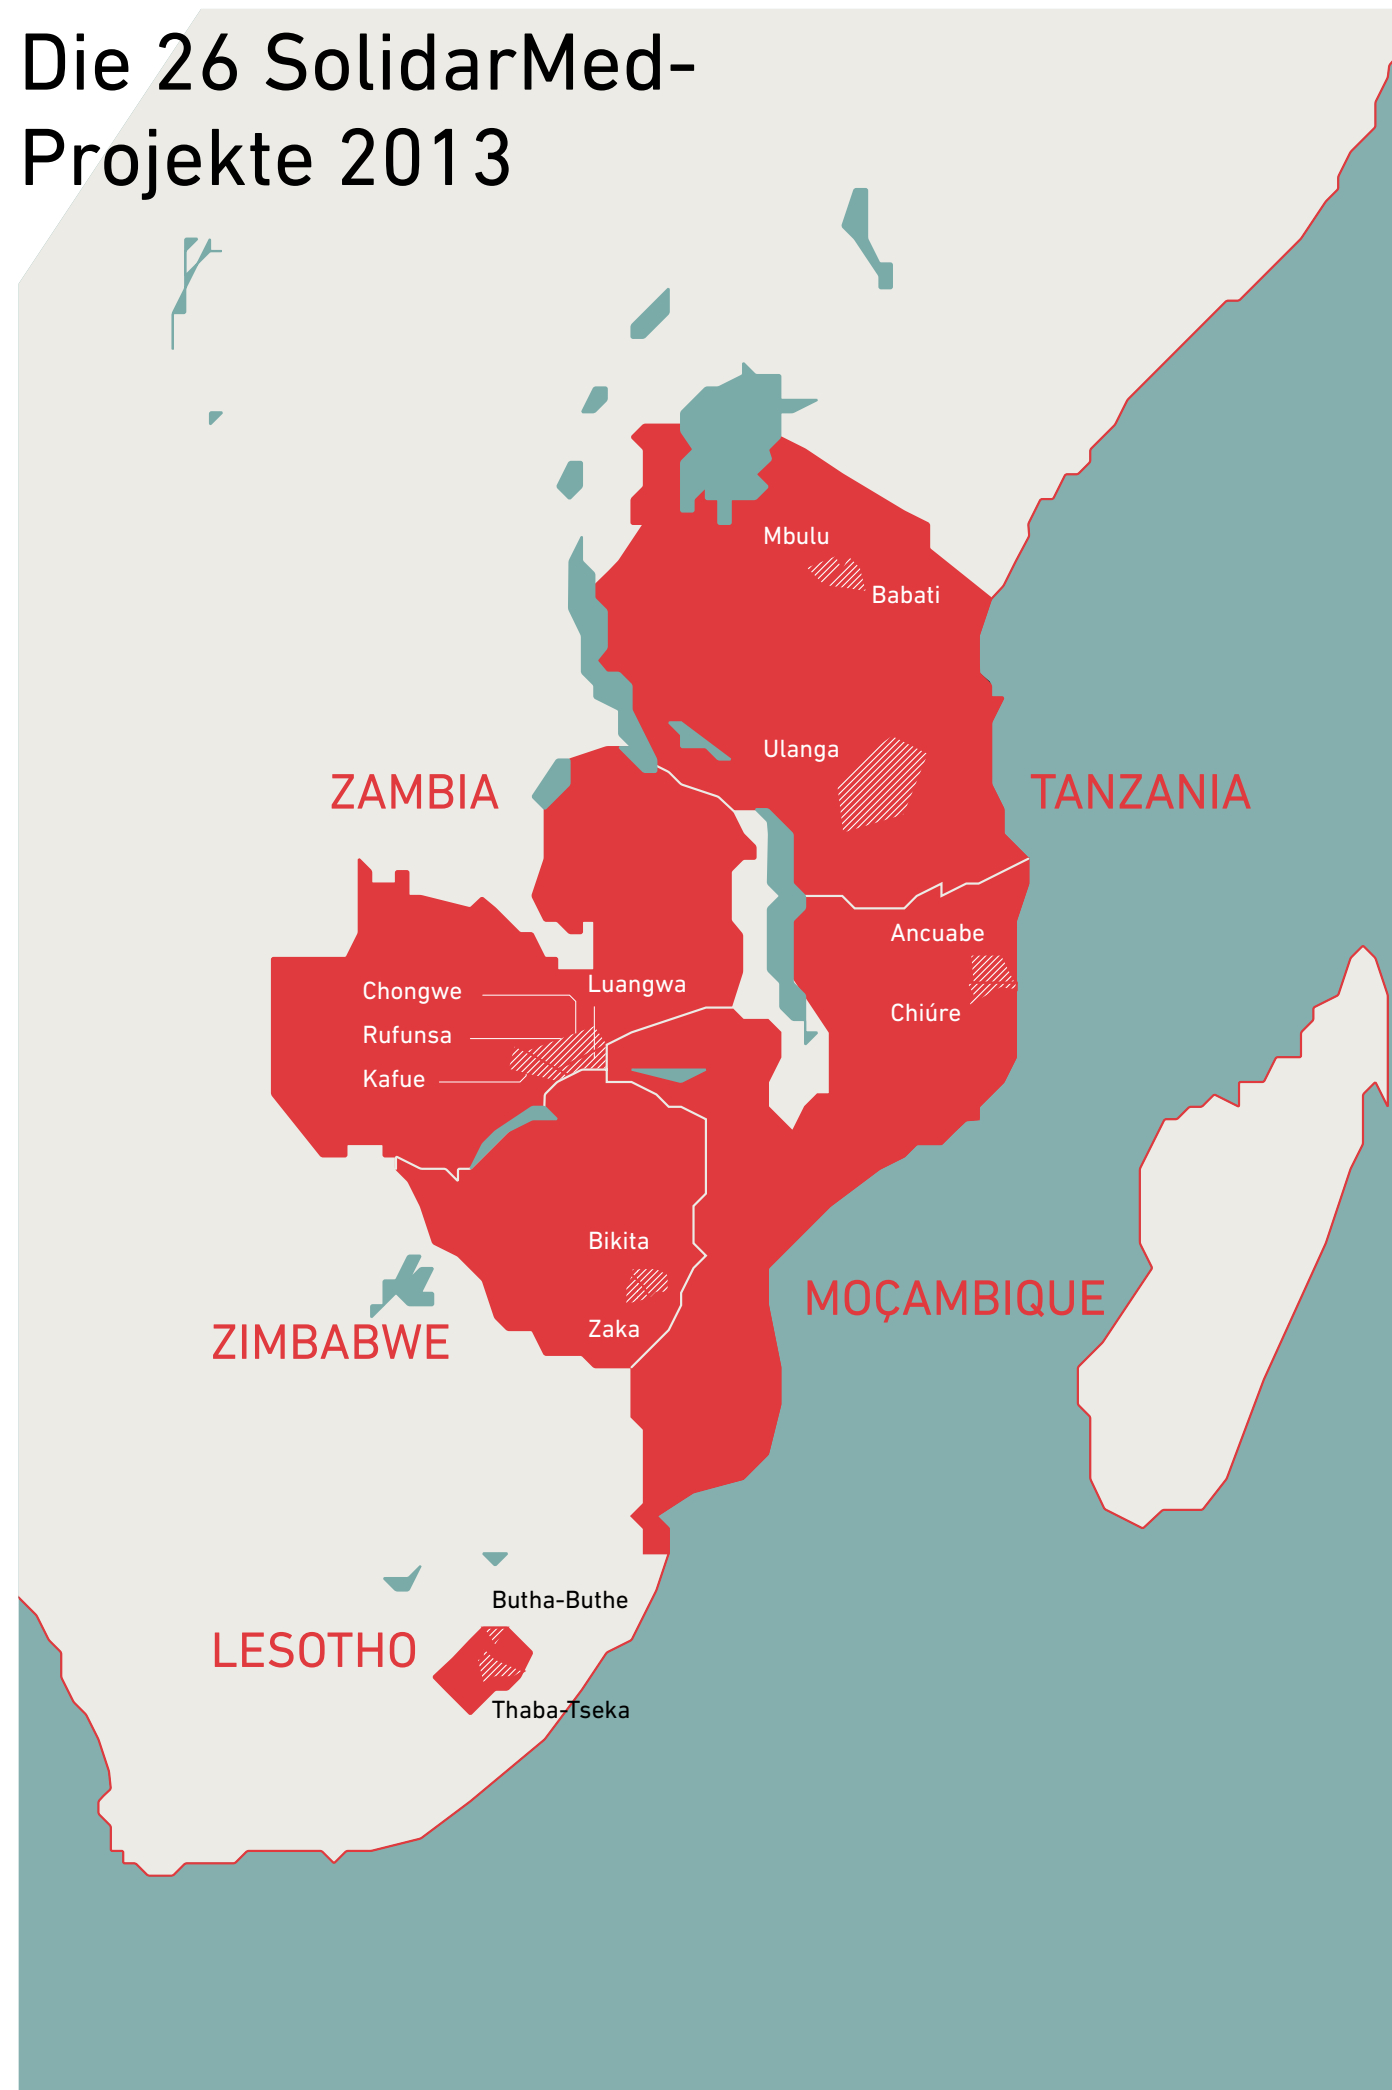 Die 26 SolidarMed-
Projekte 2013
Mbulu
Babati
Ulanga
ZAMBIA
TANZANIA
Ancuabe
Chiúre
Chongwe
Luangwa
Rufunsa
Kafue
Bikita
Zaka
MOÇAMBIQUE
ZIMBABWE
Butha-Buthe
LESOTHO
Thaba-Tseka